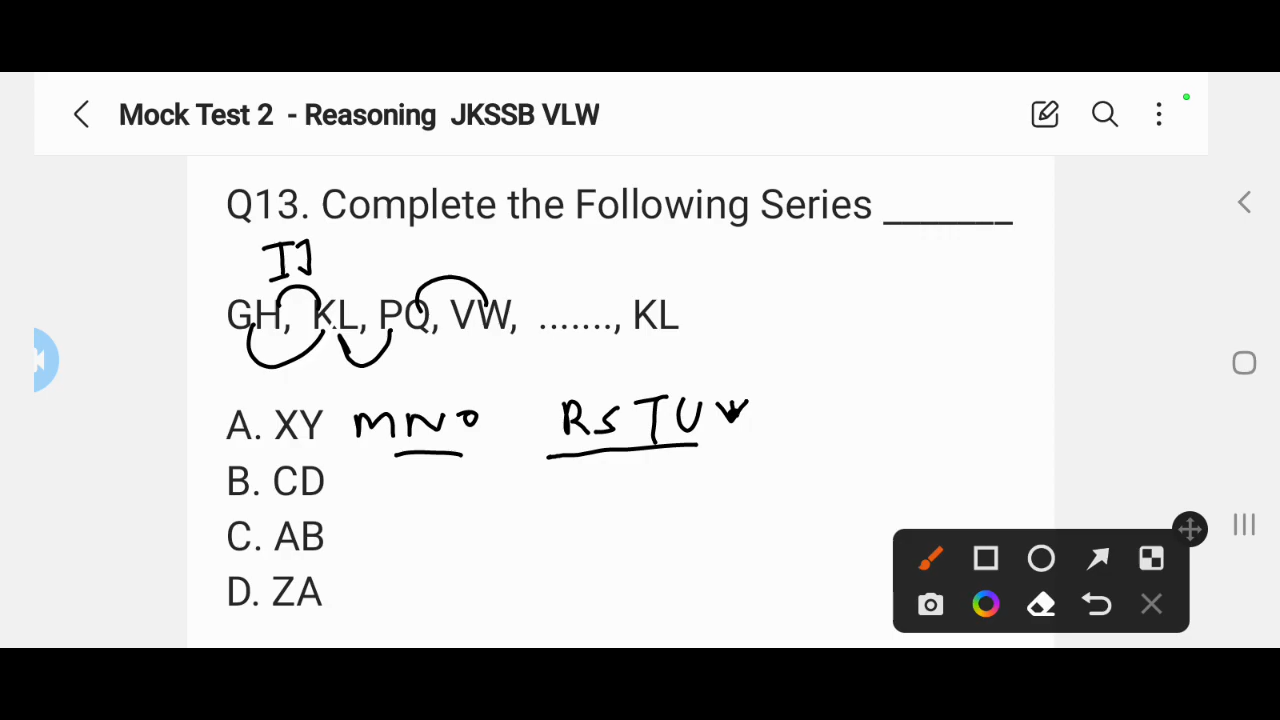 Mock Test 2 - Reasoning JKSSB VLW
Q13. Complete the Following Series _______
IJ
GH, KL, PQ, VW, ......., KL
A. XY MNO RSTUV
B. CD
C. AB
D. ZA